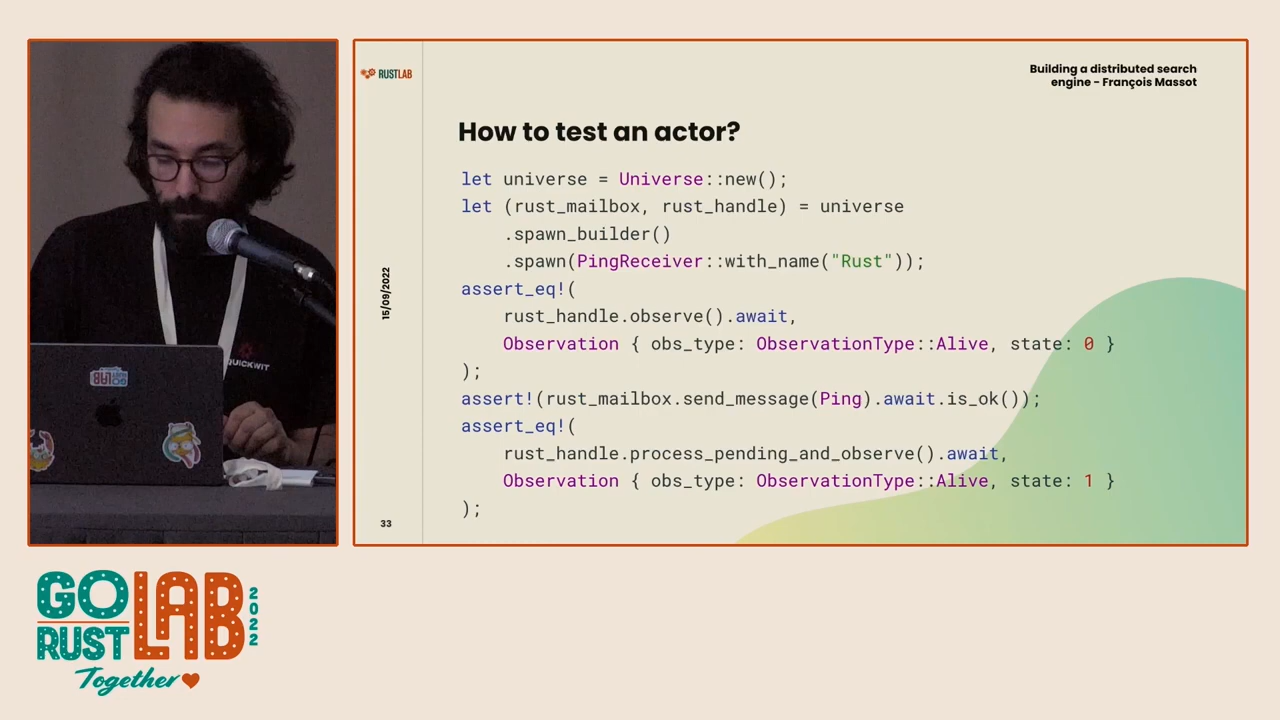 RUSTLAB
Building a distributed search
engine - François Massot
How to test an actor?
let universe = Universe::new();
let (rust_mailbox, rust_handle) = universe
    .spawn_builder()
    .spawn(PingReceiver::with_name("Rust"));
assert_eq!(
    rust_handle.observe().await,
    Observation { obs_type: ObservationType::Alive, state: 0 }
);
assert!(rust_mailbox.send_message(Ping).await.is_ok());
assert_eq!(
    rust_handle.process_pending_and_observe().await,
    Observation { obs_type: ObservationType::Alive, state: 1 }
);
15/09/2022
33
QUICKWIT
GO LAB
RUST
2022
Together